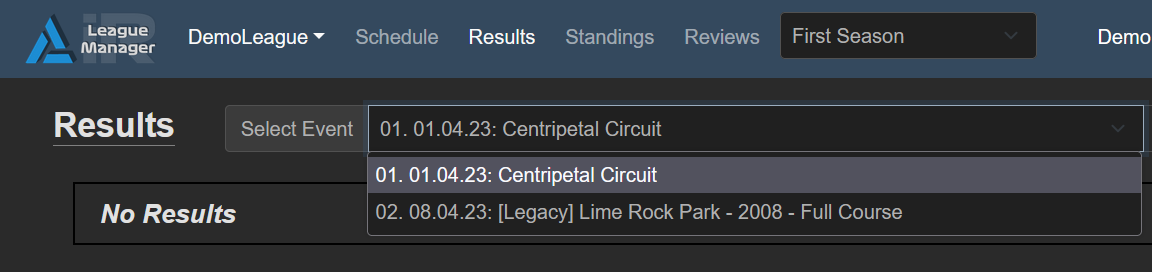 iR
League
Manager
DemoLeague
Schedule
Results
Standings
Reviews
First Season
Demo
Results
Select Event
01. 01.04.23: Centripetal Circuit
01. 01.04.23: Centripetal Circuit
02. 08.04.23: [Legacy] Lime Rock Park - 2008 - Full Course
No Results